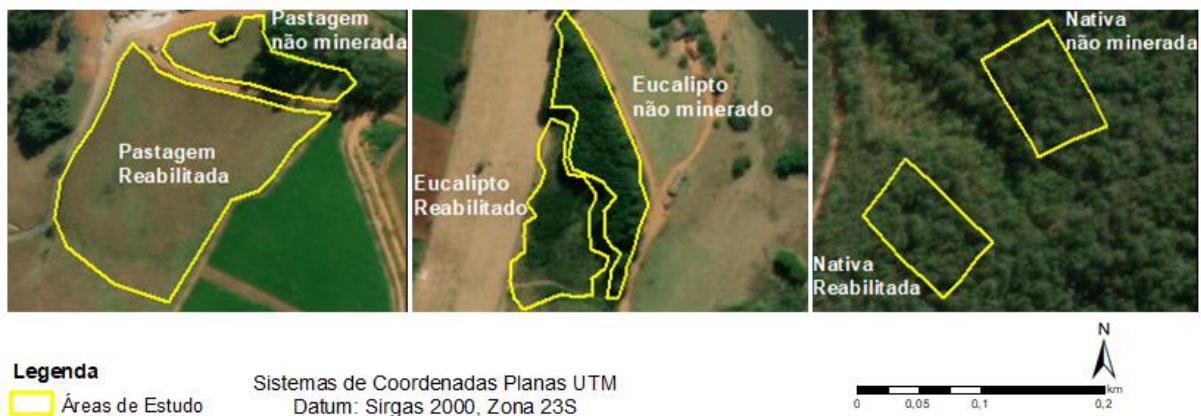 Pastagem
não minerada
Pastagem
Reabilitada
Eucalipto
não minerado
Eucalipto
Reabilitado
Nativa
não minerada
Nativa
Reabilitada
Legenda
Áreas de Estudo
Sistemas de Coordenadas Planas UTM
Datum: Sirgas 2000, Zona 23S
N
km
0 0,05 0,1 0,2